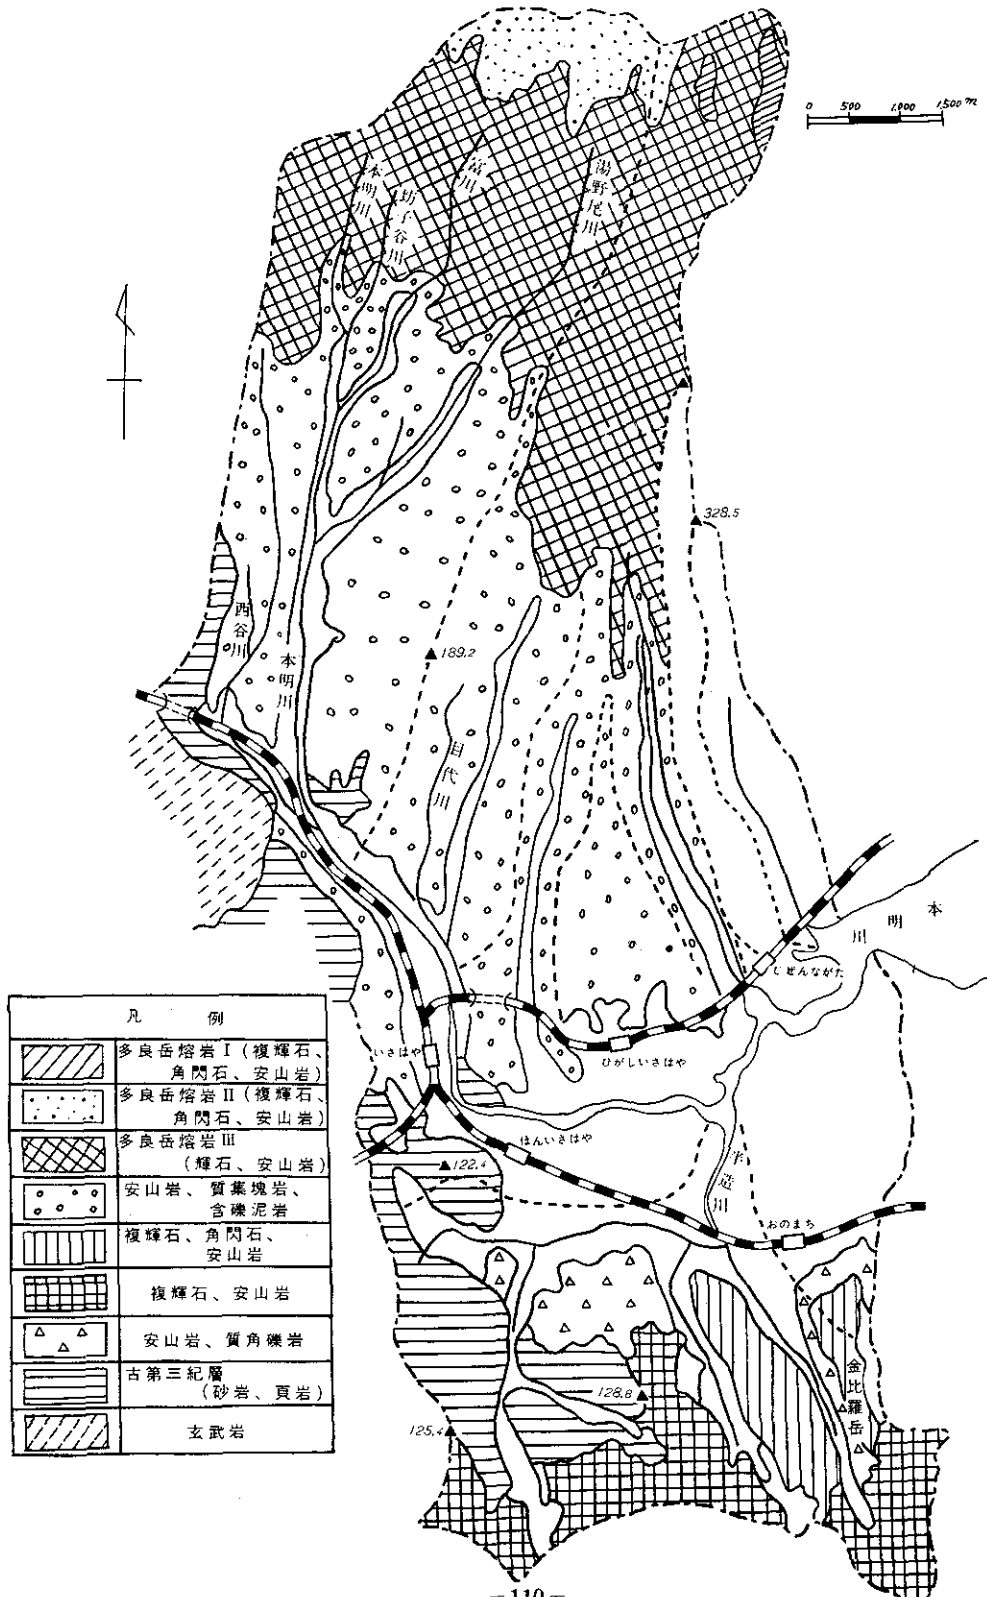 0 500 1,000 1,500m
本明川
坊子谷川
富川
湯野尾川
328.5
西谷川
本明川
189.2
目代川
本明川
ひぜんながた
いさはや
ひがしいさはや
ほんいさはや
122.4
おのまち
金比羅岳
128.8
125.4
凡例
多良岳熔岩 I (複輝石、
角閃石、安山岩)
多良岳熔岩 II (複輝石、
角閃石、安山岩)
多良岳熔岩 III
(輝石、安山岩)
安山岩、質集塊岩、
含礫泥岩
複輝石、角閃石、
安山岩
複輝石、安山岩
安山岩、質角礫岩
古第三紀層
(砂岩、頁岩)
玄武岩